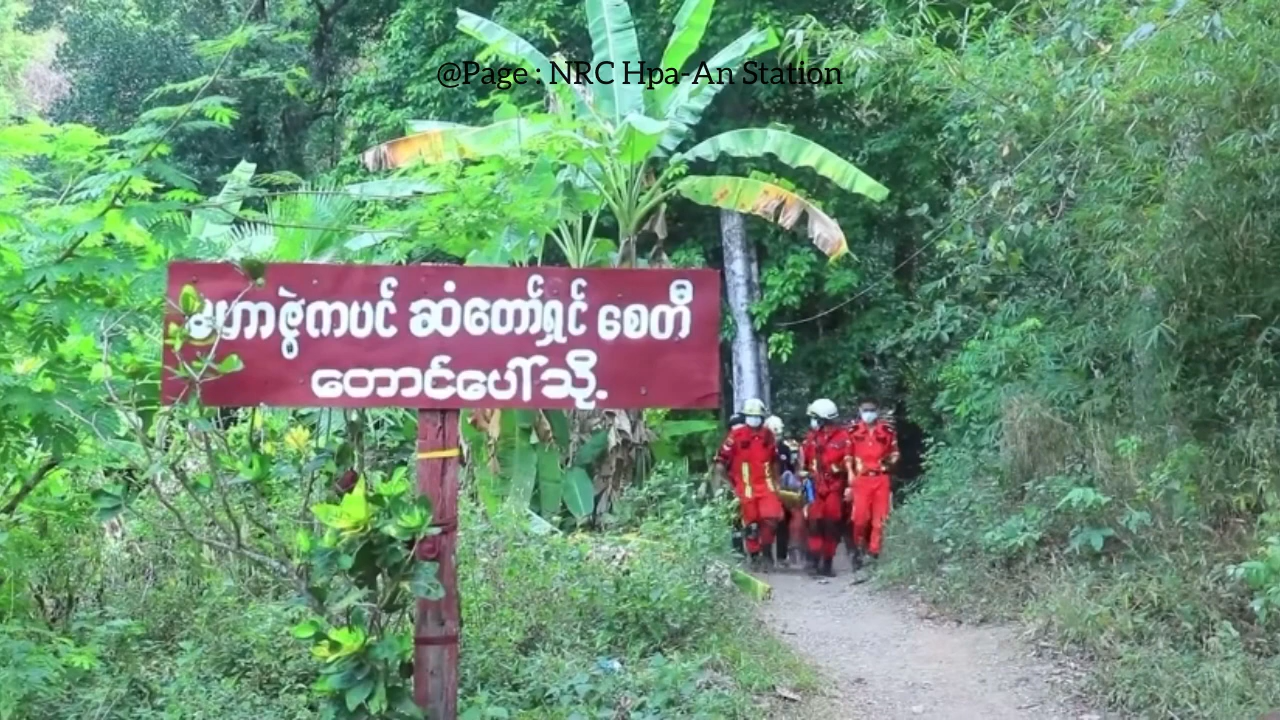 @Page : NRC Hpa-An Station
ဟောဇွဲကပင် ဆံတော်ရှင် စေတီ
တောင်ပေါ်သို့